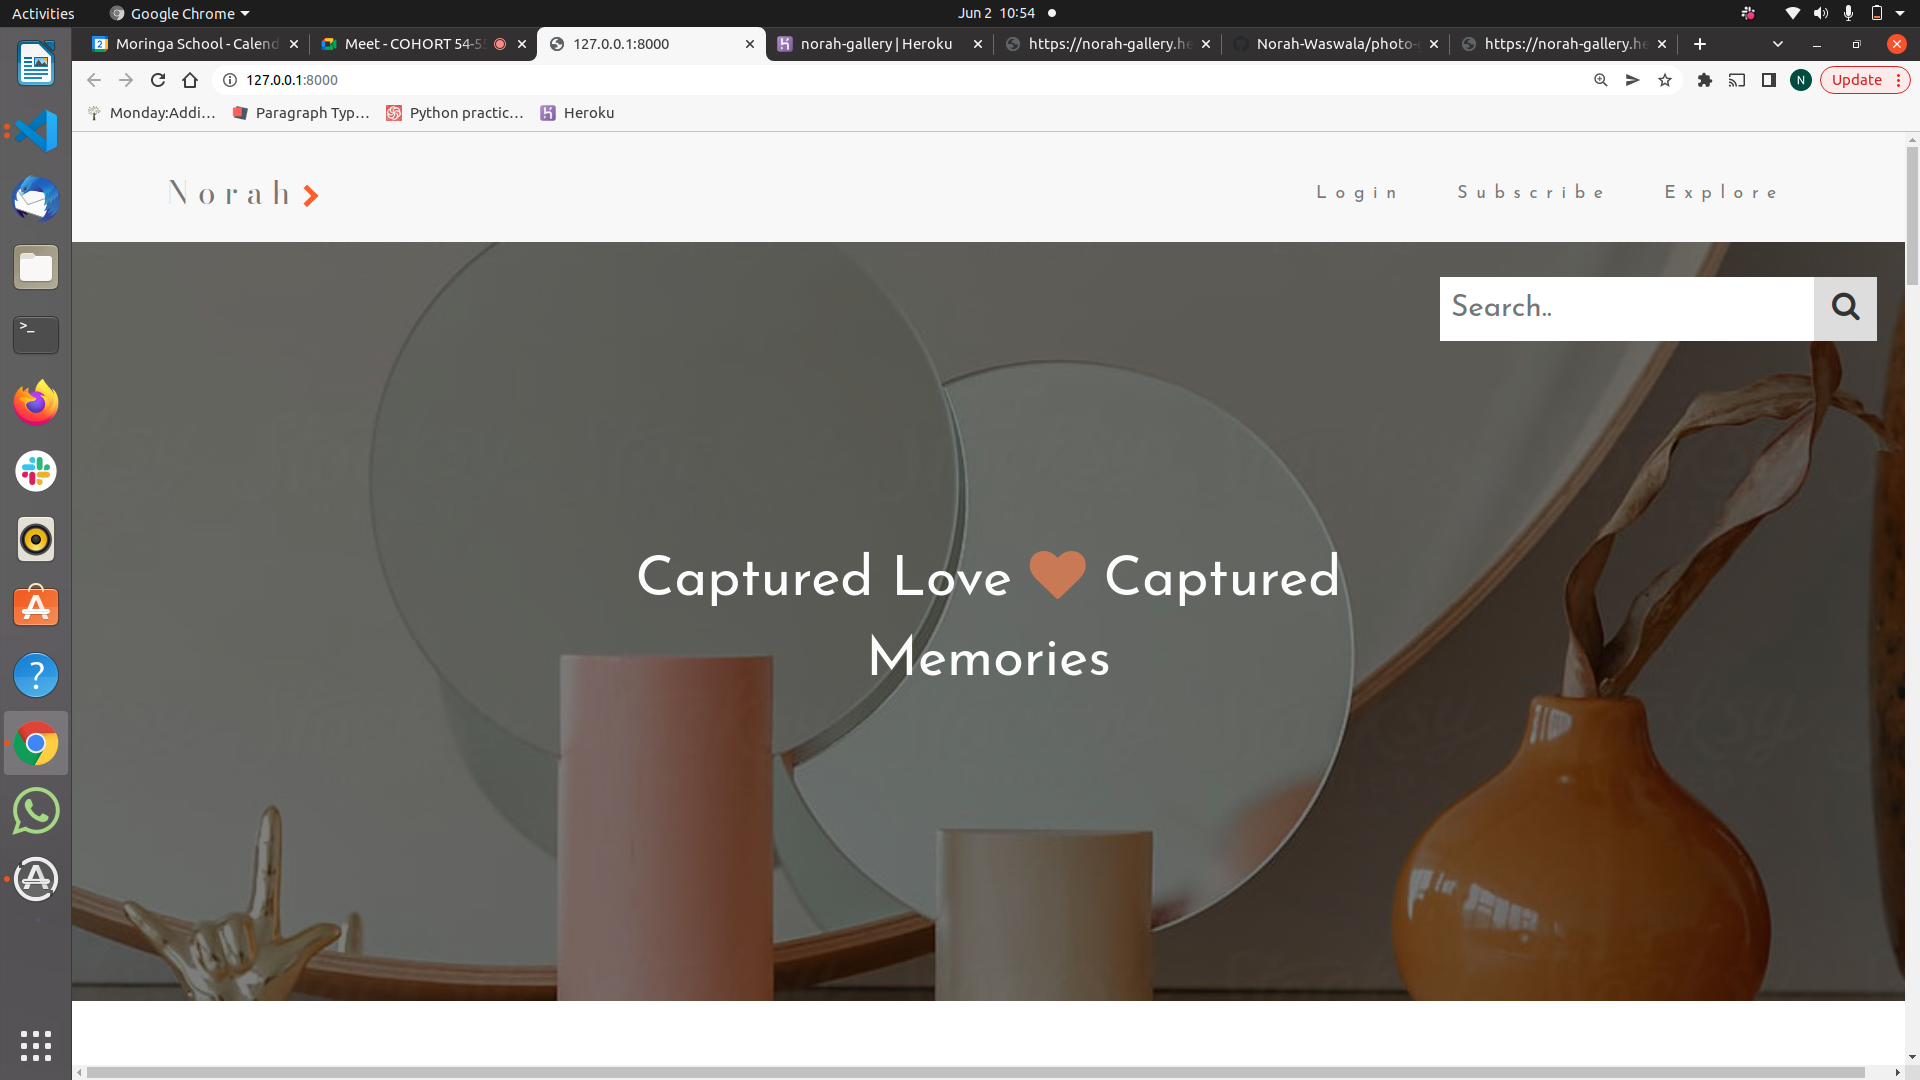 Activities
Google Chrome
Jun 2 10:54
Moringa School - Calend
Meet - COHORT 54-5
127.0.0.1:8000
norah-gallery | Heroku
https://norah-gallery.he
Norah-Waswala/photo-
https://norah-gallery.he
127.0.0.1:8000
N
Update
Monday:Addi...
Paragraph Typ...
Python practic...
Heroku
Norah
Login
Subscribe
Explore
Search..
Captured Love
Captured
Memories